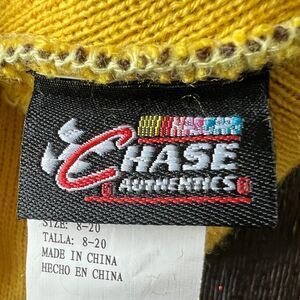 NASCAR
CHASE
AUTHENTICS
SIZE: 8-20
TALLA: 8-20
MADE IN CHINA
HECHO EN CHINA